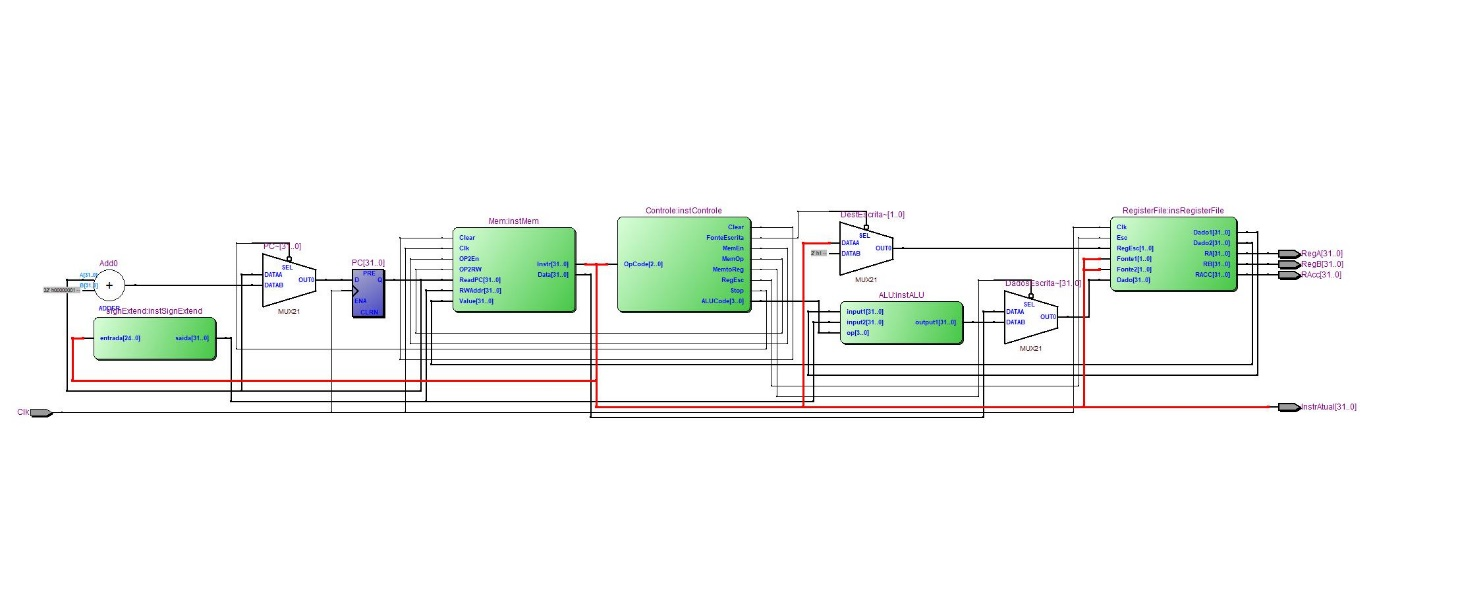 Add0
A[31..0]
B[31..0]
+
ADDER
signExtend:instSignExtend
entrada[24..0]
saida[31..0]
Clk
PC~[31..0]
SEL
DATAA
DATAB
OUT0
MUX21
PC[31..0]
PRE
D
Q
ENA
CLRN
Mem:instMem
Clear
Clk
OP2En
OP2RW
ReadPC[31..0]
RWAddr[31..0]
Value[31..0]
Instr[31..0]
Data[31..0]
Controle:instControle
OpCode[2..0]
Clear
FonteEscrita
MemEn
MemOp
MemtoReg
RegEsc
Stop
ALUCode[3..0]
DestEscrita~[1..0]
SEL
DATAA
DATAB
2' h1 --
OUT0
MUX21
ALU:instALU
input1[31..0]
input2[31..0]
op[3..0]
output1[31..0]
DadosEscrita~[31..0]
SEL
DATAA
DATAB
OUT0
MUX21
RegisterFile:insRegisterFile
Clk
Esc
RegEsc[1..0]
Fonte1[1..0]
Fonte2[1..0]
Dado[31..0]
Dado1[31..0]
Dado2[31..0]
RA[31..0]
RB[31..0]
RACC[31..0]
RegA[31..0]
RegB[31..0]
RAcc[31..0]
InstrAtual[31..0]